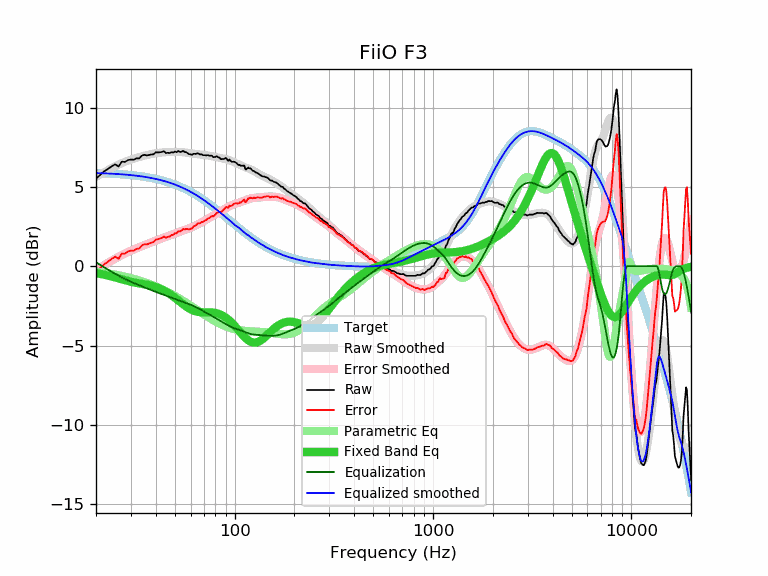 FiiO F3
10
5
0
−5
−10
−15
Amplitude (dBr)
Target
Raw Smoothed
Error Smoothed
Raw
Error
Parametric Eq
Fixed Band Eq
Equalization
Equalized smoothed
100
1000
10000
Frequency (Hz)